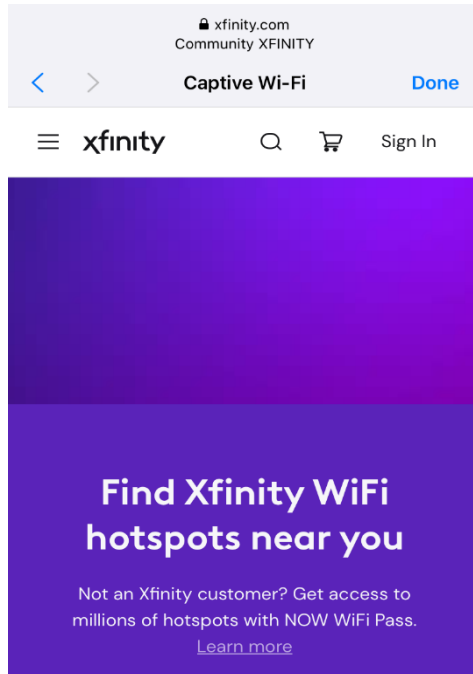 xfinity.com
Community XFINITY
Captive Wi-Fi
Done
xfinity
Sign In
Find Xfinity WiFi
hotspots near you
Not an Xfinity customer? Get access to
millions of hotspots with NOW WiFi Pass.
Learn more